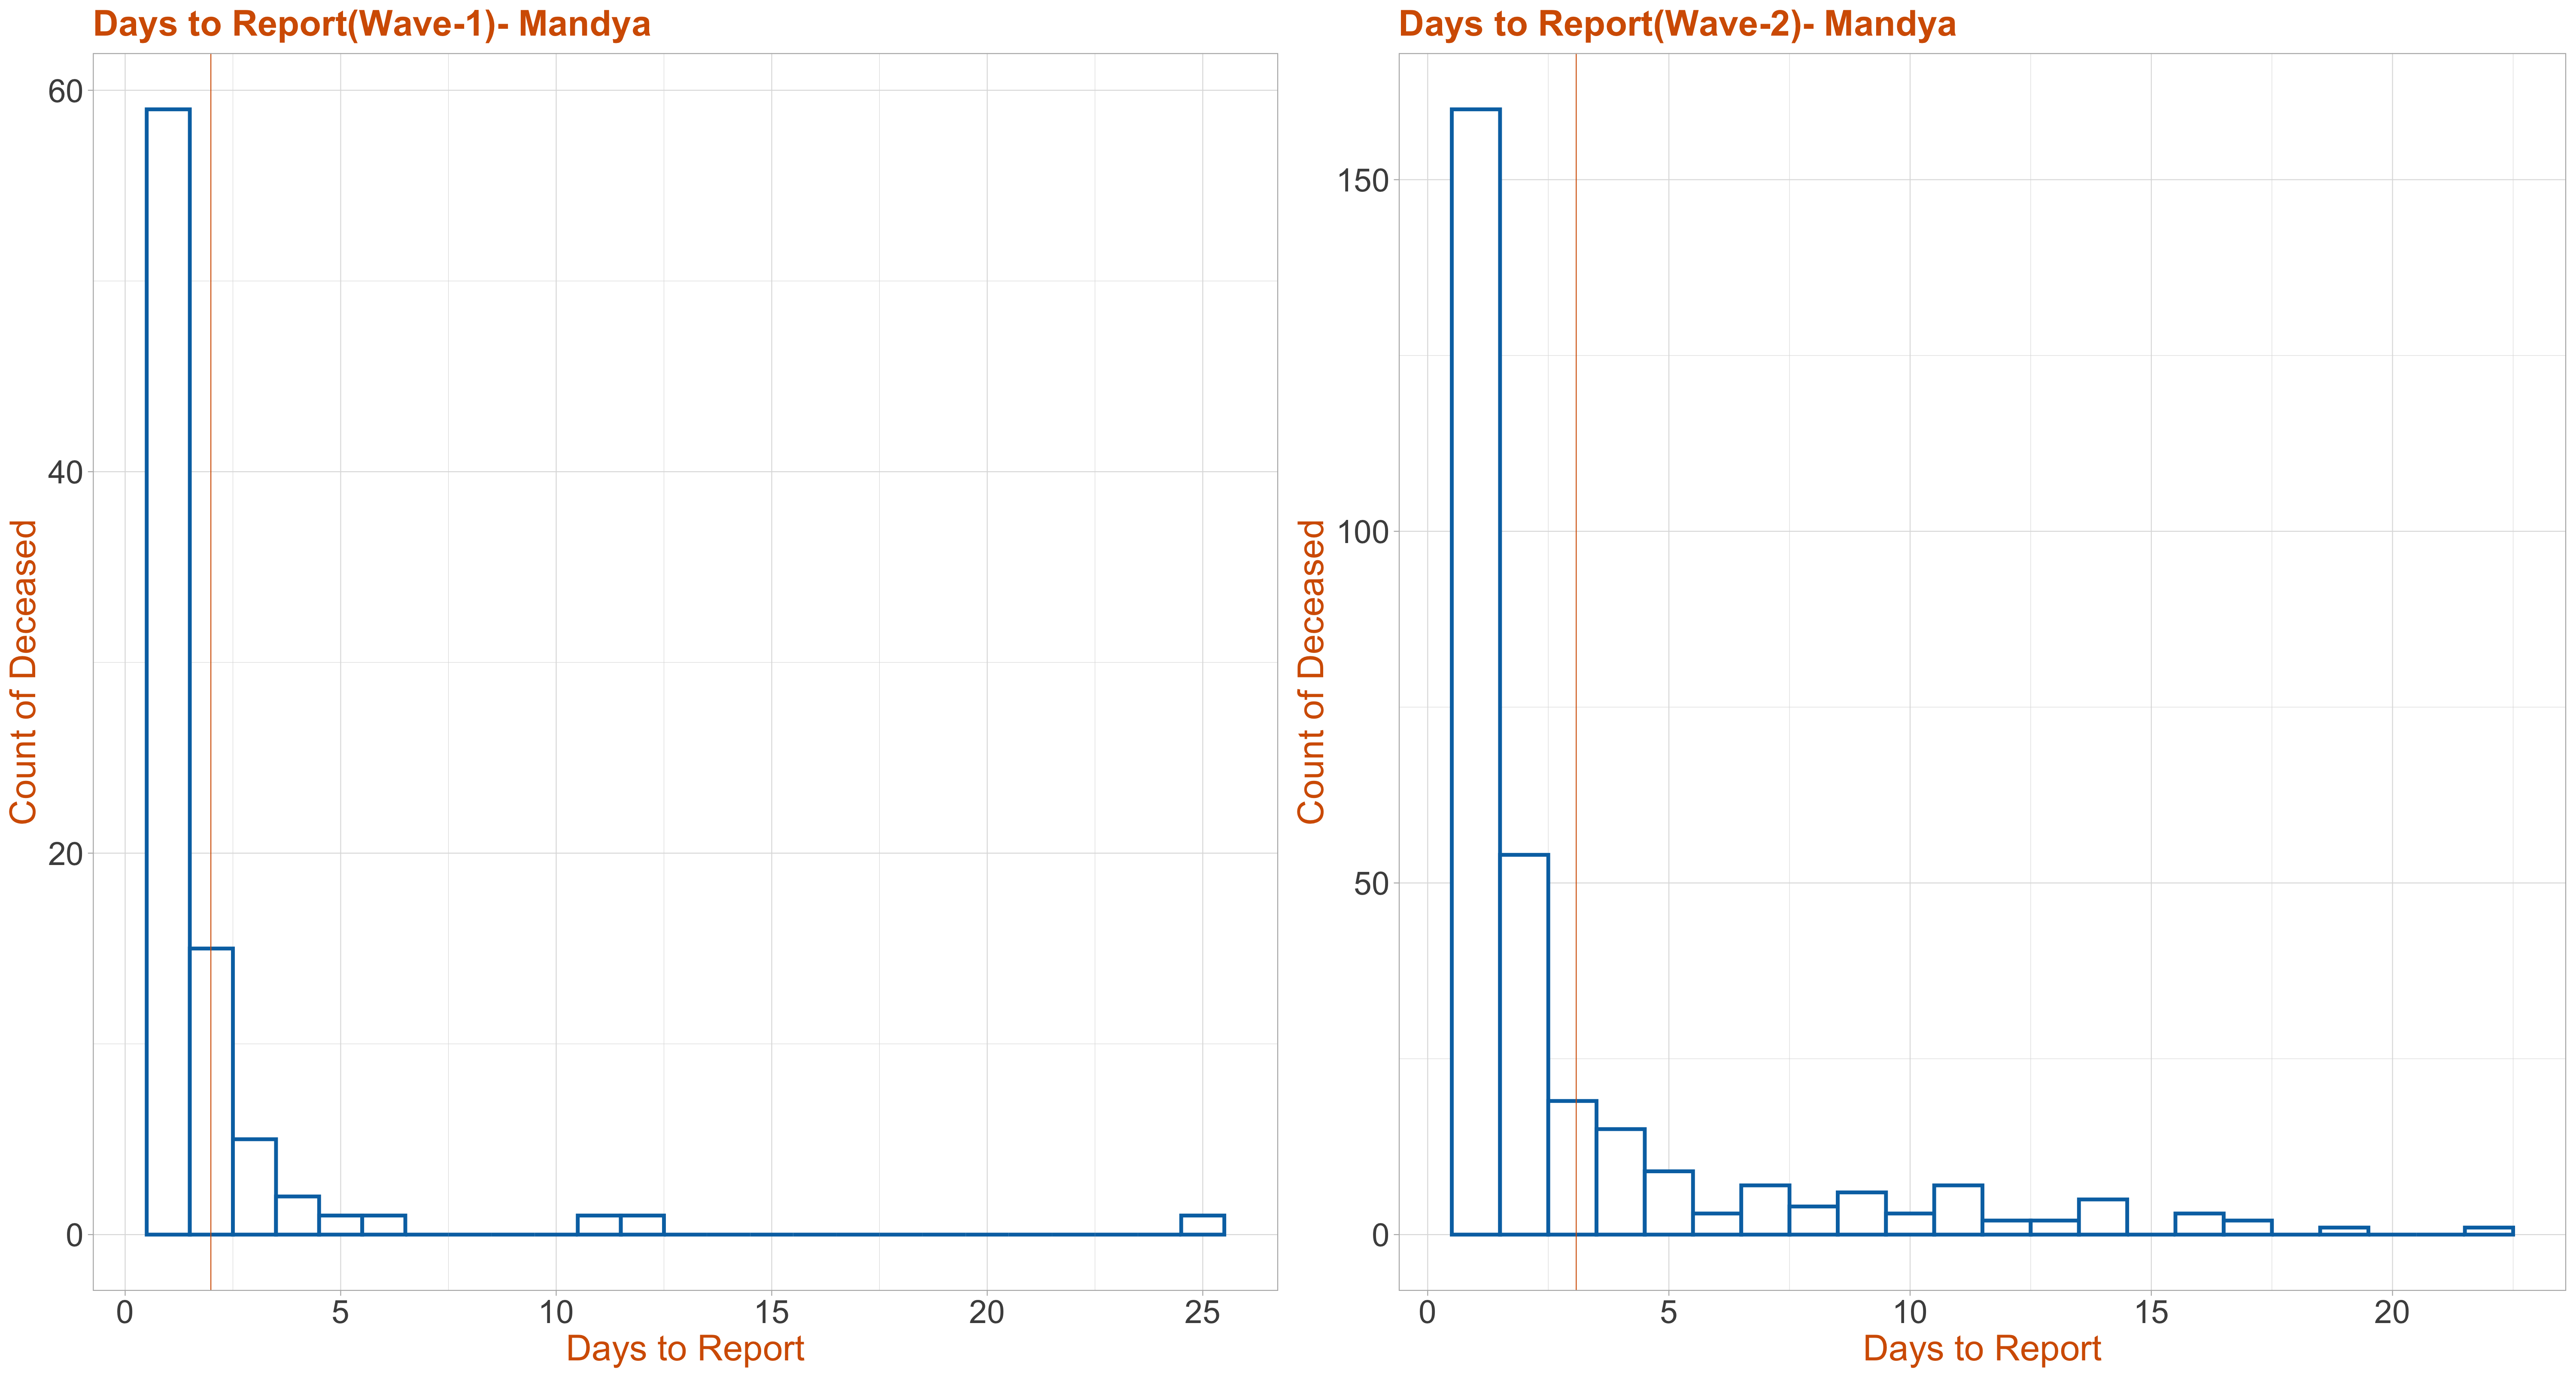 Days to Report(Wave-1)- Mandya
60
40
20
0
Count of Deceased
0 5 10 15 20 25
Days to Report
Days to Report(Wave-2)- Mandya
150
100
50
0
Count of Deceased
0 5 10 15 20
Days to Report